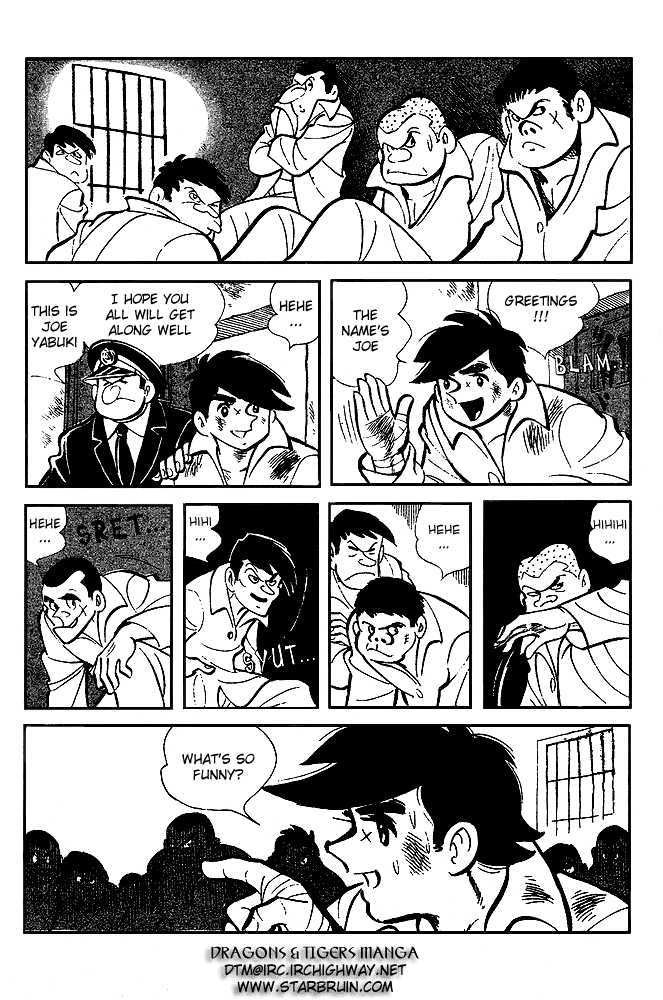 THIS IS
JOE
YABUKI
I HOPE YOU
ALL WILL GET
ALONG WELL
HEHE
...
THE
NAME'S
JOE
GREETINGS
!!!
BLAM...
HEHE
...
SRET...
HIHI
...
YUT...
HEHE
...
HIHIHI
...
WHAT'S SO
FUNNY?
DRAGONS & TIGERS MANGA
DTM@IRC.IRCHIGHWAY.NET
WWW.STARBRUIN.COM